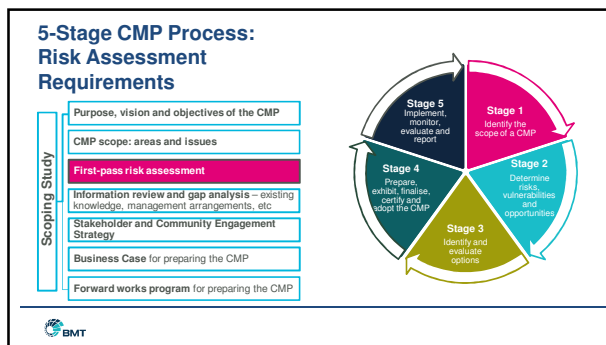 5-Stage CMP Process:
Risk Assessment
Requirements
Scoping Study
Purpose, vision and objectives of the CMP
CMP scope: areas and issues
First-pass risk assessment
Information review and gap analysis – existing
knowledge, management arrangements, etc
Stakeholder and Community Engagement
Strategy
Business Case for preparing the CMP
Forward works program for preparing the CMP
Stage 1
Identify the
scope of a CMP
Stage 2
Determine
risks,
vulnerabilities
and
opportunities
Stage 3
Identify and
evaluate
options
Stage 4
Prepare,
exhibit, finalise,
certify and
adopt the CMP
Stage 5
Implement,
monitor,
evaluate and
report
BMT